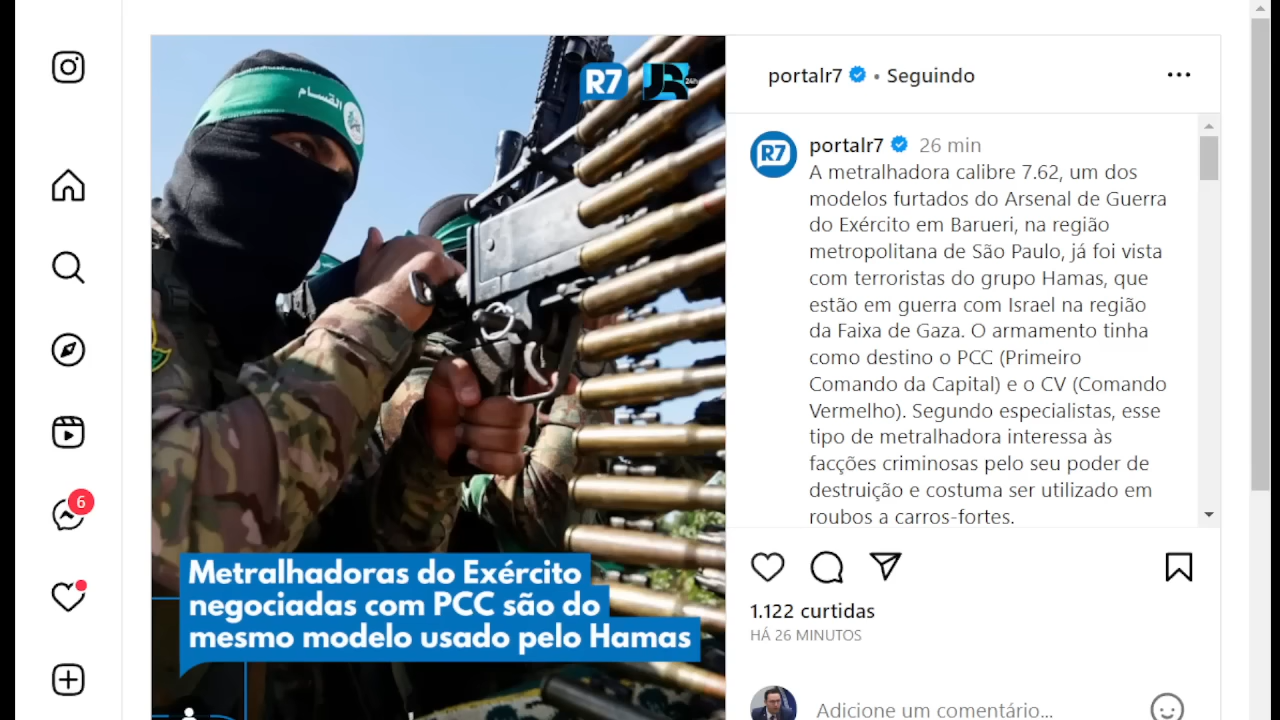 القسام
R7
24h
Metralhadoras do Exército
negociadas com PCC são do
mesmo modelo usado pelo Hamas
portalr7 • Seguindo
R7
portalr7 26 min
A metralhadora calibre 7.62, um dos
modelos furtados do Arsenal de Guerra
do Exército em Barueri, na região
metropolitana de São Paulo, já foi vista
com terroristas do grupo Hamas, que
estão em guerra com Israel na região
da Faixa de Gaza. O armamento tinha
como destino o PCC (Primeiro
Comando da Capital) e o CV (Comando
Vermelho). Segundo especialistas, esse
tipo de metralhadora interessa às
facções criminosas pelo seu poder de
destruição e costuma ser utilizado em
roubos a carros-fortes.
6
1.122 curtidas
HÁ 26 MINUTOS
Adicione um comentário...